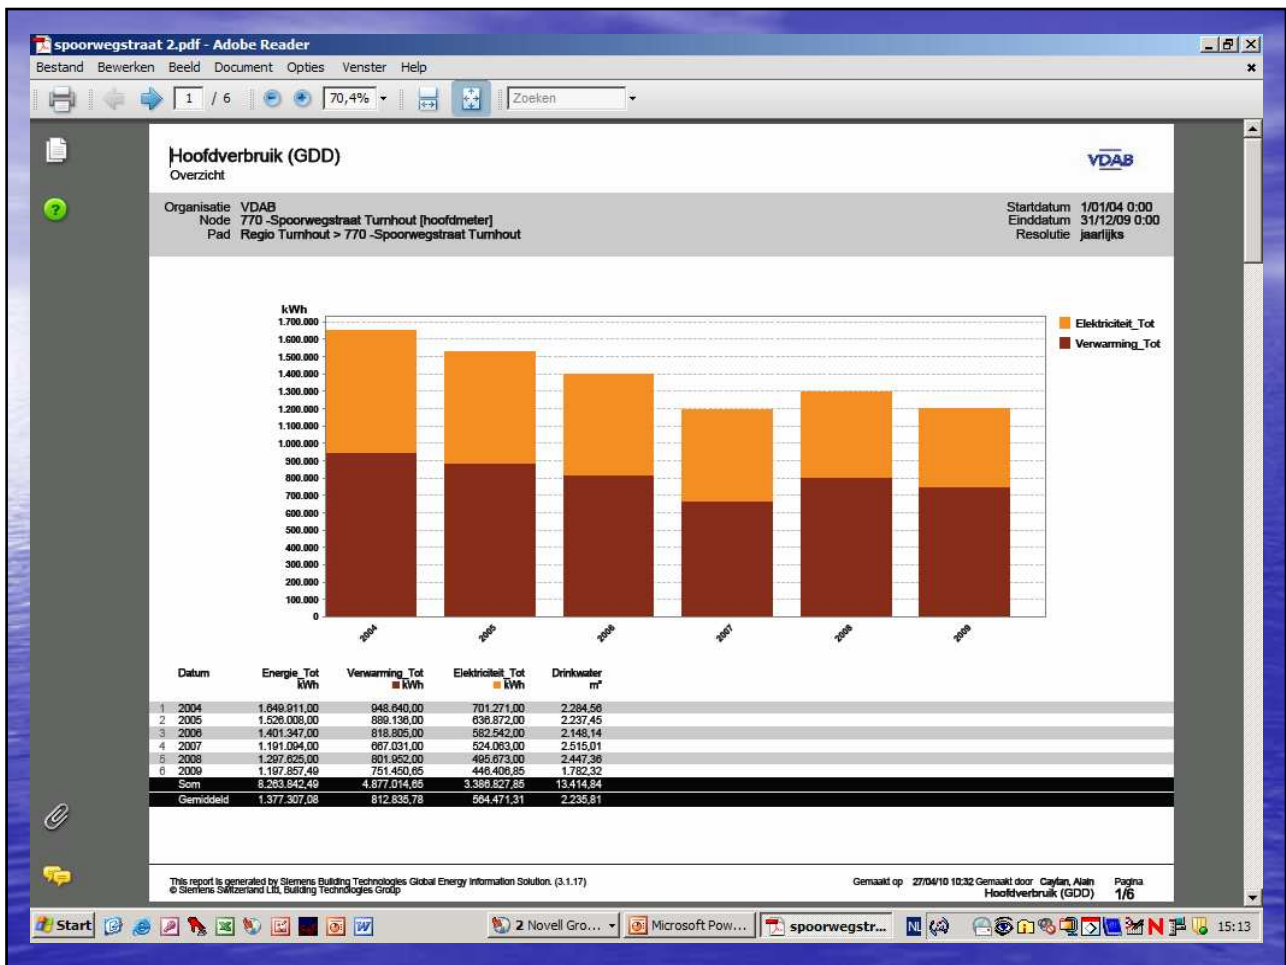 spoorwegstraat 2.pdf - Adobe Reader
Bestand Bewerken Beeld Document Opties Venster Help
1 / 6 70,4% Zoeken
Hoofdverbruik (GDD)
Overzicht
VDAB
Organisatie VDAB
Node 770 -Spoorwegstraat Turnhout [hoofdmeter]
Pad Regio Turnhout > 770 -Spoorwegstraat Turnhout
Startdatum 1/01/04 0:00
Einddatum 31/12/09 0:00
Resolutie jaarlijks
kWh
1.700.000
1.600.000
1.500.000
1.400.000
1.300.000
1.200.000
1.100.000
1.000.000
900.000
800.000
700.000
600.000
500.000
400.000
300.000
200.000
100.000
0
2004 2005 2006 2007 2008 2009
Elektriciteit_Tot
Verwarming_Tot
Datum Energie_Tot Verwarming_Tot Elektriciteit_Tot Drinkwater
kWh kWh kWh m³
1 2004 1.649.911,00 948.640,00 701.271,00 2.284,56
2 2005 1.526.008,00 889.136,00 636.872,00 2.237,45
3 2006 1.401.347,00 818.805,00 582.542,00 2.148,14
4 2007 1.191.094,00 667.031,00 524.063,00 2.515,01
5 2008 1.297.625,00 801.952,00 495.673,00 2.447,36
6 2009 1.197.857,49 751.450,65 446.406,85 1.782,32
Som 8.263.842,49 4.877.014,65 3.386.827,85 13.414,84
Gemiddeld 1.377.307,08 812.835,78 564.471,31 2.235,81
This report is generated by Siemens Building Technologies Global Energy Information Solution. (3.1.17)
© Siemens Switzerland Ltd, Building Technologies Group
Gemaakt op 27/04/10 10:32 Gemaakt door Caylan, Alain Pagina
Hoofdverbruik (GDD) 1/6
Start 2 Novell Gro... Microsoft Pow... spoorwegstr... NL 15:13